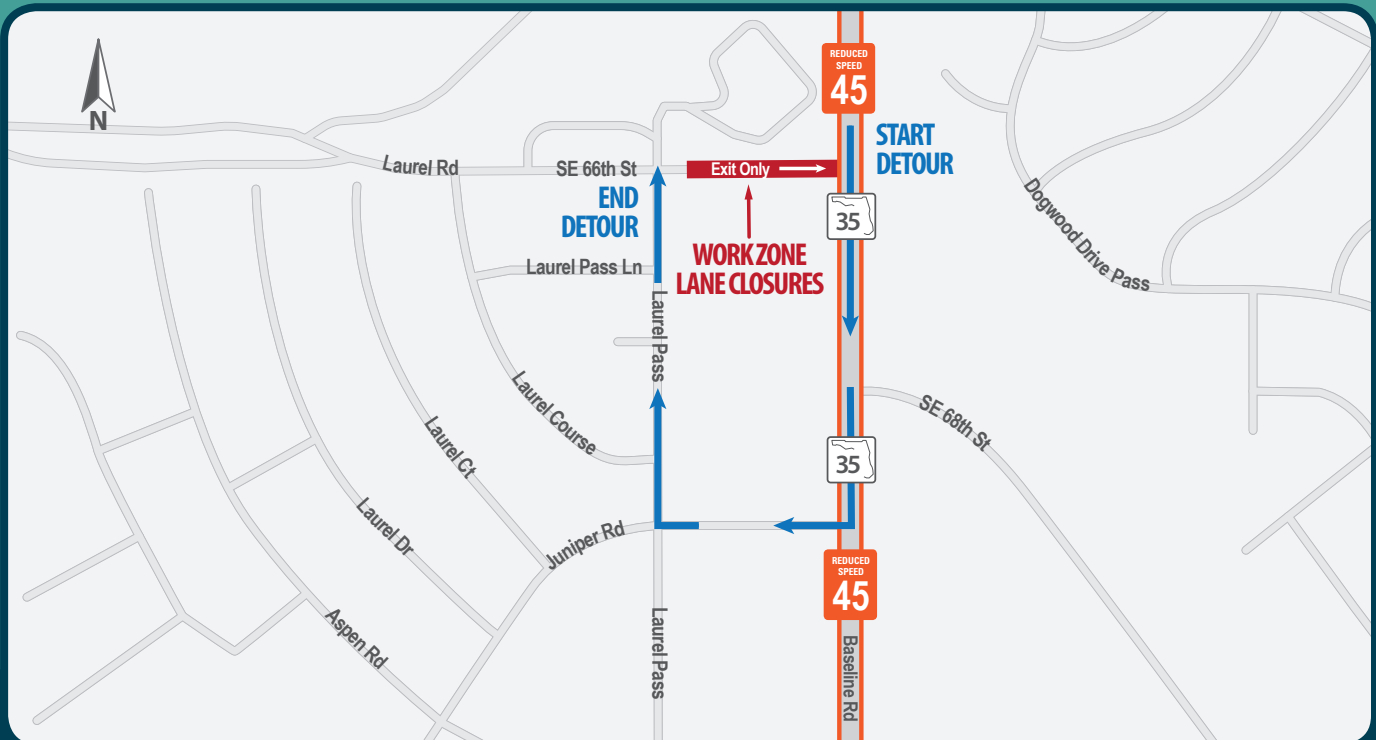 REDUCED
SPEED
45
N
START
DETOUR
Laurel Rd
SE 66th St
Exit Only
END
DETOUR
35
Dogwood Drive Pass
WORK ZONE
LANE CLOSURES
Laurel Pass Ln
Laurel Pass
Laurel Course
SE 68th St
Laurel Ct
35
Laurel Dr
Juniper Rd
REDUCED
SPEED
45
Aspen Rd
Laurel Pass
Baseline Rd